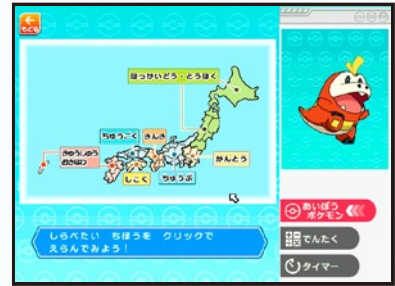 もどる
ほっかいどう・とうほく
ちゅうごく
きんき
きゅうしゅう
おきなわ
かんとう
しこく
ちゅうぶ
しらべたい ちほうを クリックで
えらんでみよう!
あいぼう
ポケモン
でんたく
タイマー